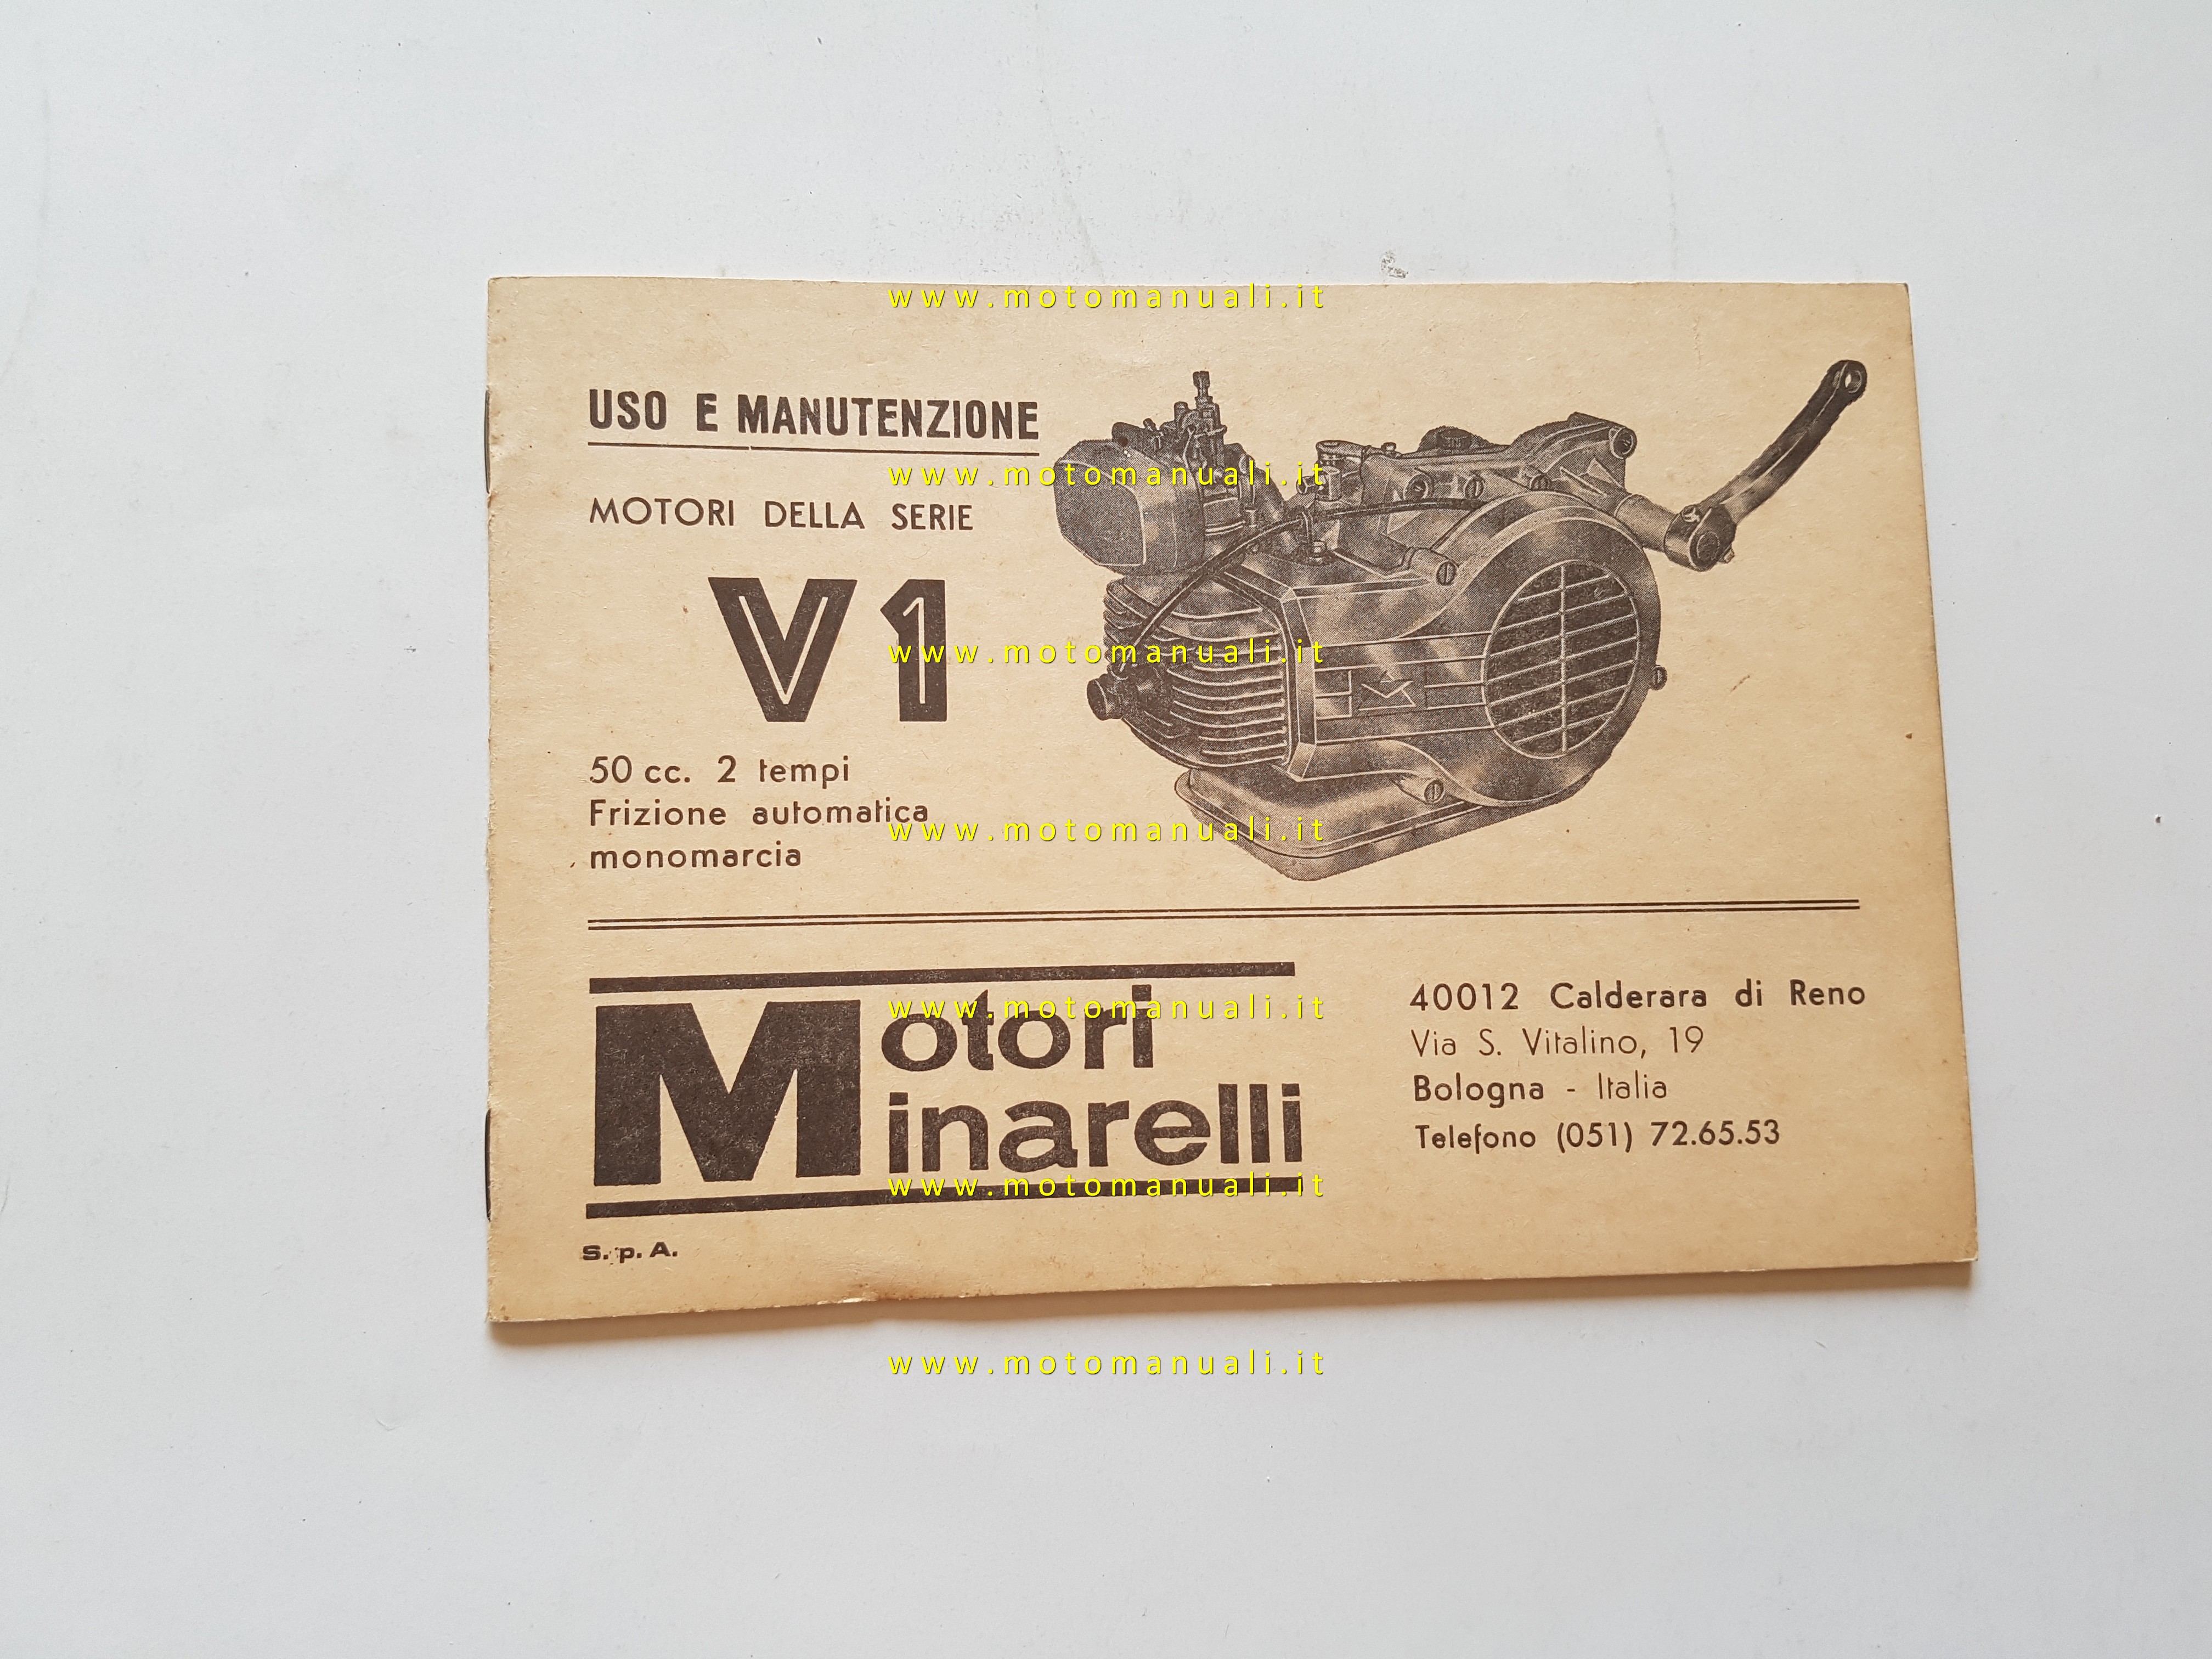 www.motomanuali.it
USO E MANUTENZIONE
www.motomanuali.it
MOTORI DELLA SERIE
V1
www.motomanuali.it
50 cc. 2 tempi
Frizione automatica
www.motomanuali.it
monomarcia
Motori
Minarelli
S.p.A.
www.motomanuali.it
40012 Calderara di Reno
Via S. Vitalino, 19
Bologna - Italia
Telefono (051) 72.65.53
www.motomanuali.it
www.motomanuali.it